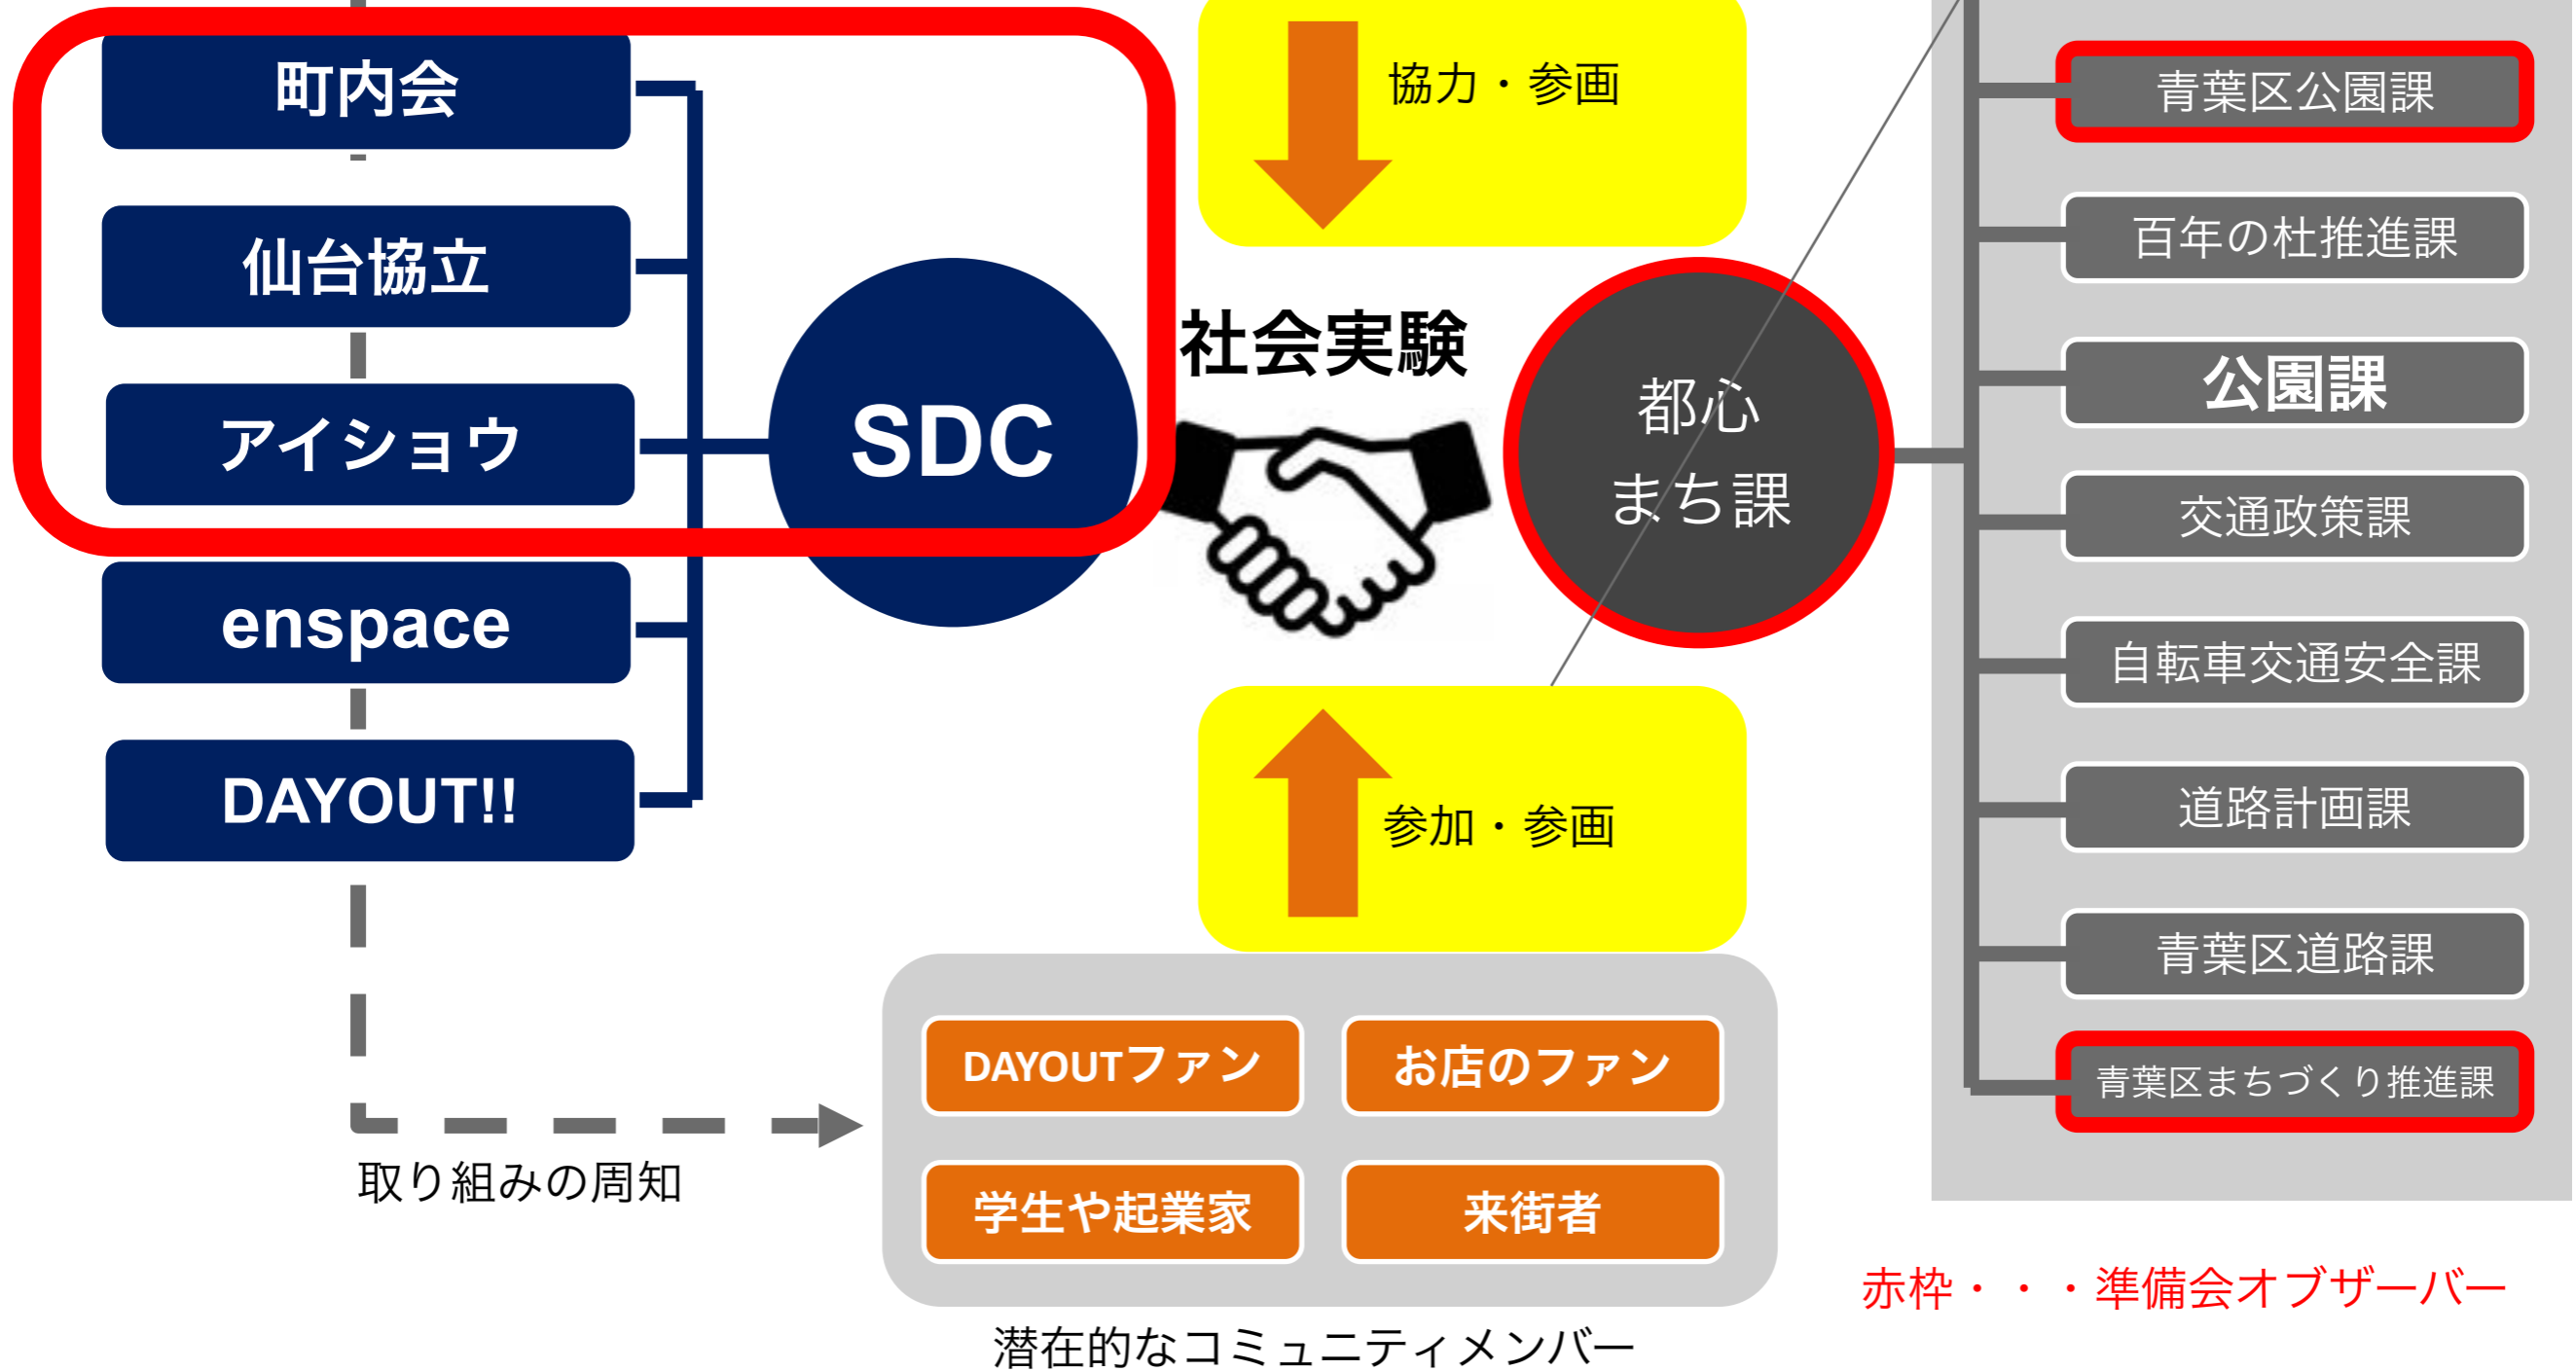 町内会
仙台協立
アイショウ
enspace
DAYOUT!!
SDC
取り組みの周知
協力・参画
社会実験
都心
まち課
参加・参画
DAYOUTファン
お店のファン
学生や起業家
来街者
潜在的なコミュニティメンバー
青葉区公園課
百年の杜推進課
公園課
交通政策課
自転車交通安全課
道路計画課
青葉区道路課
青葉区まちづくり推進課
赤枠・・・準備会オブザーバー